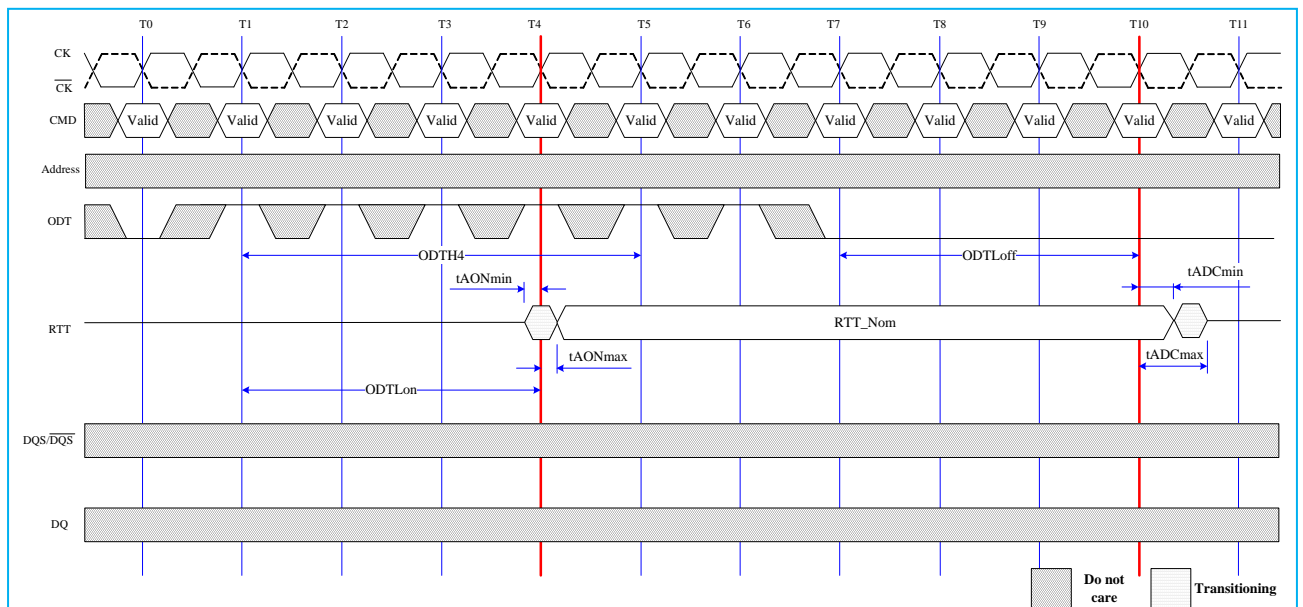 T0 T1 T2 T3 T4 T5 T6 T7 T8 T9 T10 T11
CK
CK
CMD Valid Valid Valid Valid Valid Valid Valid Valid Valid Valid Valid Valid
Address
ODT
ODTH4 ODTLoff
tAONmin tADCmin
RTT RTT_Nom
tAONmax tADCmax
ODTLon
DQS/DQS
DQ
Do not care Transitioning